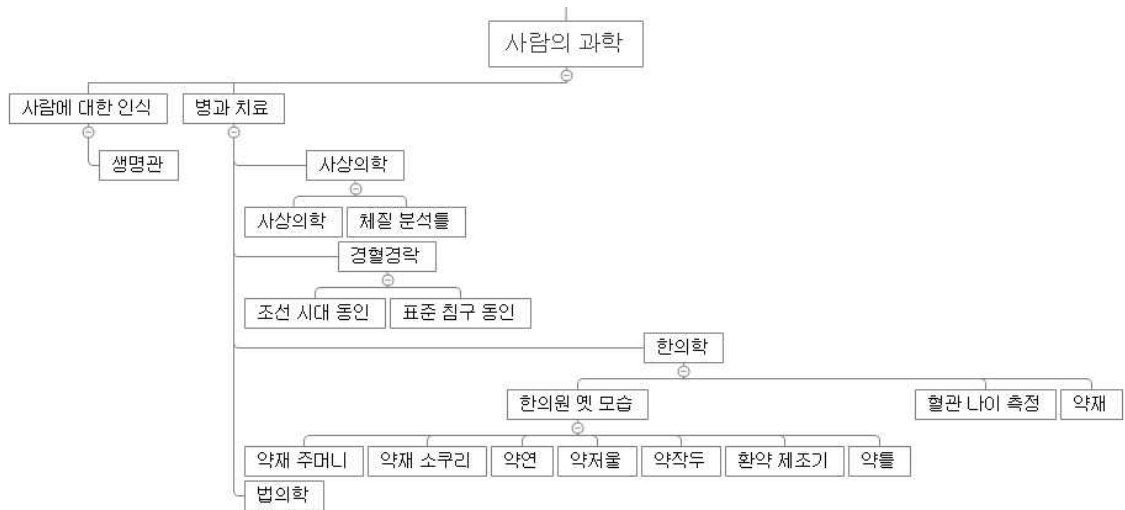 사람의 과학
사람에 대한 인식 병과 치료
생명관 사상의학
사상의학 체질 분석틀
경혈경락
조선 시대 동인 표준 침구 동인
한의학
한의원 옛 모습 혈관 나이 측정 약재
약재 주머니 약재 소쿠리 약연 약저울 약작두 환약 제조기 약틀
법의학